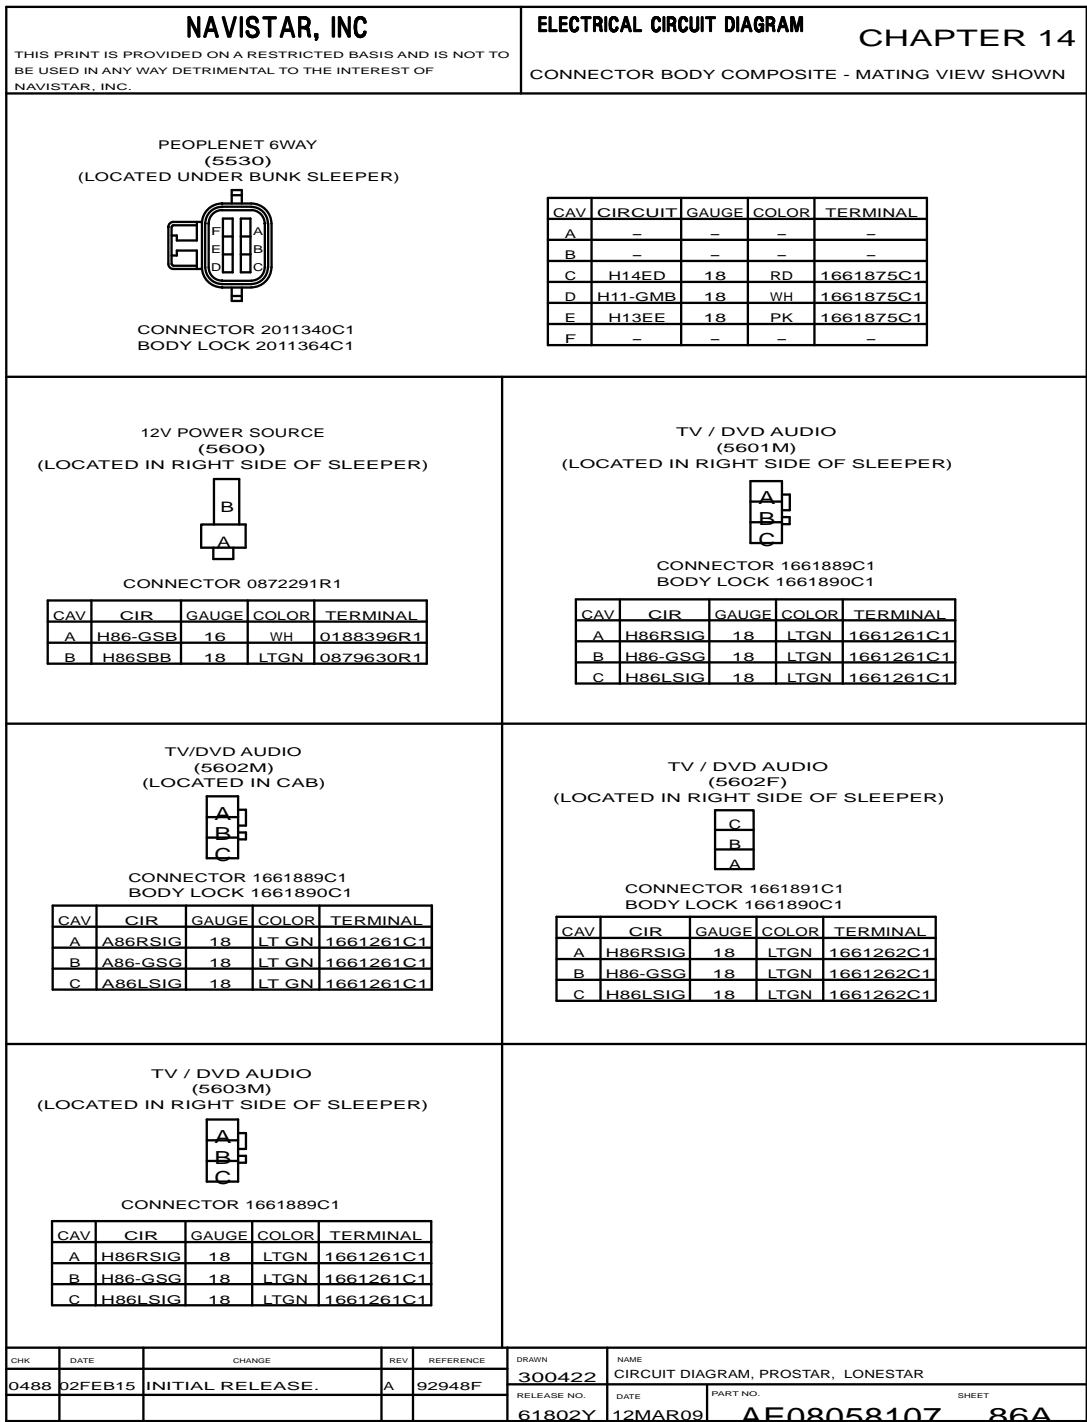 NAVISTAR, INC
THIS PRINT IS PROVIDED ON A RESTRICTED BASIS AND IS NOT TO
BE USED IN ANY WAY DETRIMENTAL TO THE INTEREST OF
NAVISTAR, INC.
ELECTRICAL CIRCUIT DIAGRAM
CHAPTER 14
CONNECTOR BODY COMPOSITE - MATING VIEW SHOWN
PEOPLENET 6WAY
(5530)
(LOCATED UNDER BUNK SLEEPER)
F A
E B
D C
CONNECTOR 2011340C1
BODY LOCK 2011364C1
CAV CIRCUIT GAUGE COLOR TERMINAL
A – – – –
B – – – –
C H14ED 18 RD 1661875C1
D H11-GMB 18 WH 1661875C1
E H13EE 18 PK 1661875C1
F – – – –
12V POWER SOURCE
(5600)
(LOCATED IN RIGHT SIDE OF SLEEPER)
B
A
CONNECTOR 0872291R1
CAV CIR GAUGE COLOR TERMINAL
A H86-GSB 16 WH 0188396R1
B H86SBB 18 LTGN 0879630R1
TV / DVD AUDIO
(5601M)
(LOCATED IN RIGHT SIDE OF SLEEPER)
A
B
C
CONNECTOR 1661889C1
BODY LOCK 1661890C1
CAV CIR GAUGE COLOR TERMINAL
A H86RSIG 18 LTGN 1661261C1
B H86-GSG 18 LTGN 1661261C1
C H86LSIG 18 LTGN 1661261C1
TV/DVD AUDIO
(5602M)
(LOCATED IN CAB)
A
B
C
CONNECTOR 1661889C1
BODY LOCK 1661890C1
CAV CIR GAUGE COLOR TERMINAL
A A86RSIG 18 LT GN 1661261C1
B A86-GSG 18 LT GN 1661261C1
C A86LSIG 18 LT GN 1661261C1
TV / DVD AUDIO
(5602F)
(LOCATED IN RIGHT SIDE OF SLEEPER)
C
B
A
CONNECTOR 1661891C1
BODY LOCK 1661890C1
CAV CIR GAUGE COLOR TERMINAL
A H86RSIG 18 LTGN 1661262C1
B H86-GSG 18 LTGN 1661262C1
C H86LSIG 18 LTGN 1661262C1
TV / DVD AUDIO
(5603M)
(LOCATED IN RIGHT SIDE OF SLEEPER)
A
B
C
CONNECTOR 1661889C1
CAV CIR GAUGE COLOR TERMINAL
A H86RSIG 18 LTGN 1661261C1
B H86-GSG 18 LTGN 1661261C1
C H86LSIG 18 LTGN 1661261C1
CHK DATE CHANGE REV REFERENCE
0488 02FEB15 INITIAL RELEASE. A 92948F
DRAWN NAME
300422 CIRCUIT DIAGRAM, PROSTAR, LONESTAR
RELEASE NO. DATE PART NO. SHEET
61802Y 12MAR09 AE08058107 86A